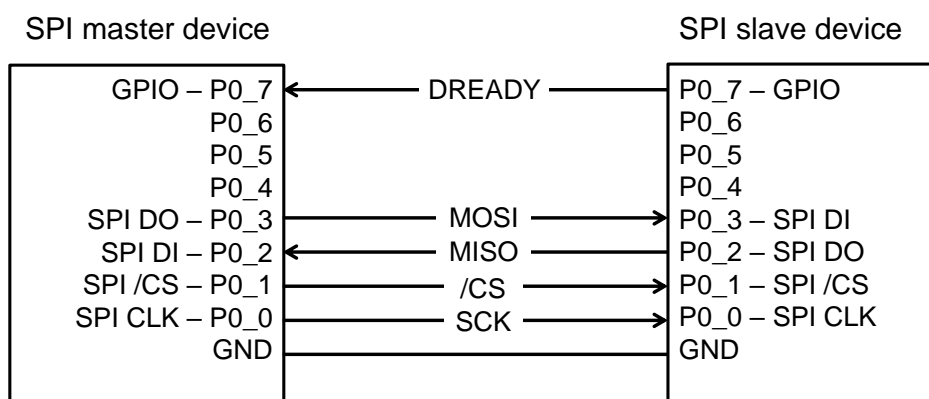 SPI master device SPI slave device
GPIO – P0_7 DREADY P0_7 – GPIO
P0_6 P0_6
P0_5 P0_5
P0_4 P0_4
SPI DO – P0_3 MOSI P0_3 – SPI DI
SPI DI – P0_2 MISO P0_2 – SPI DO
SPI /CS – P0_1 /CS P0_1 – SPI /CS
SPI CLK – P0_0 SCK P0_0 – SPI CLK
GND GND